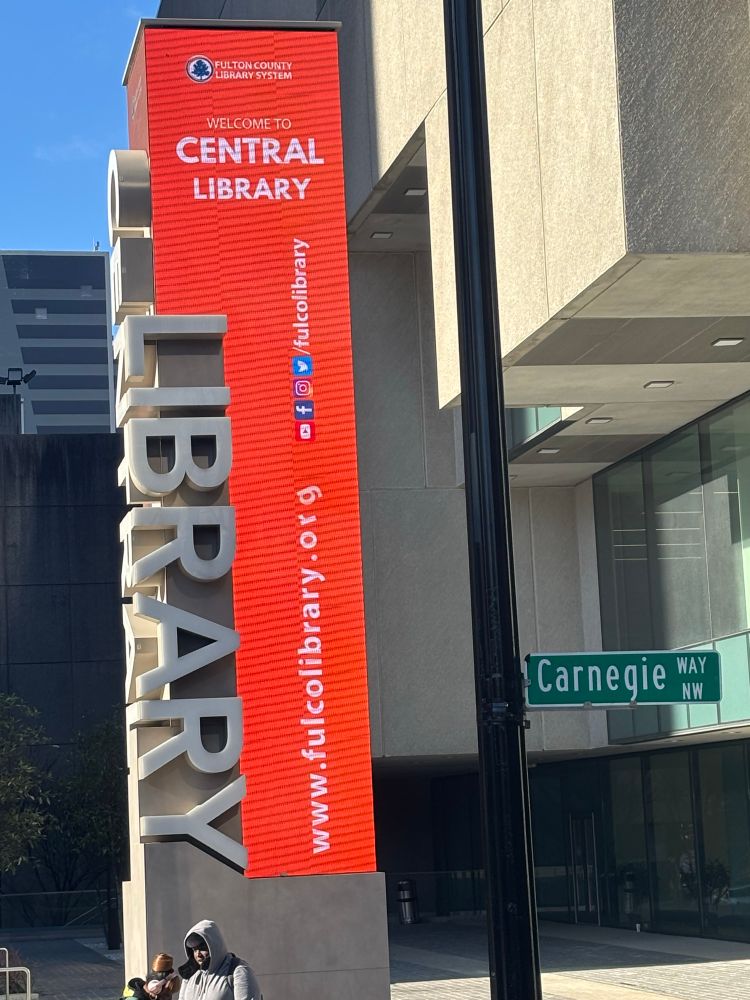 FULTON COUNTY
LIBRARY SYSTEM
WELCOME TO
CENTRAL
LIBRARY
/fulcolibrary
www.fulcolibrary.org
LIBRARY
Carnegie WAY
NW